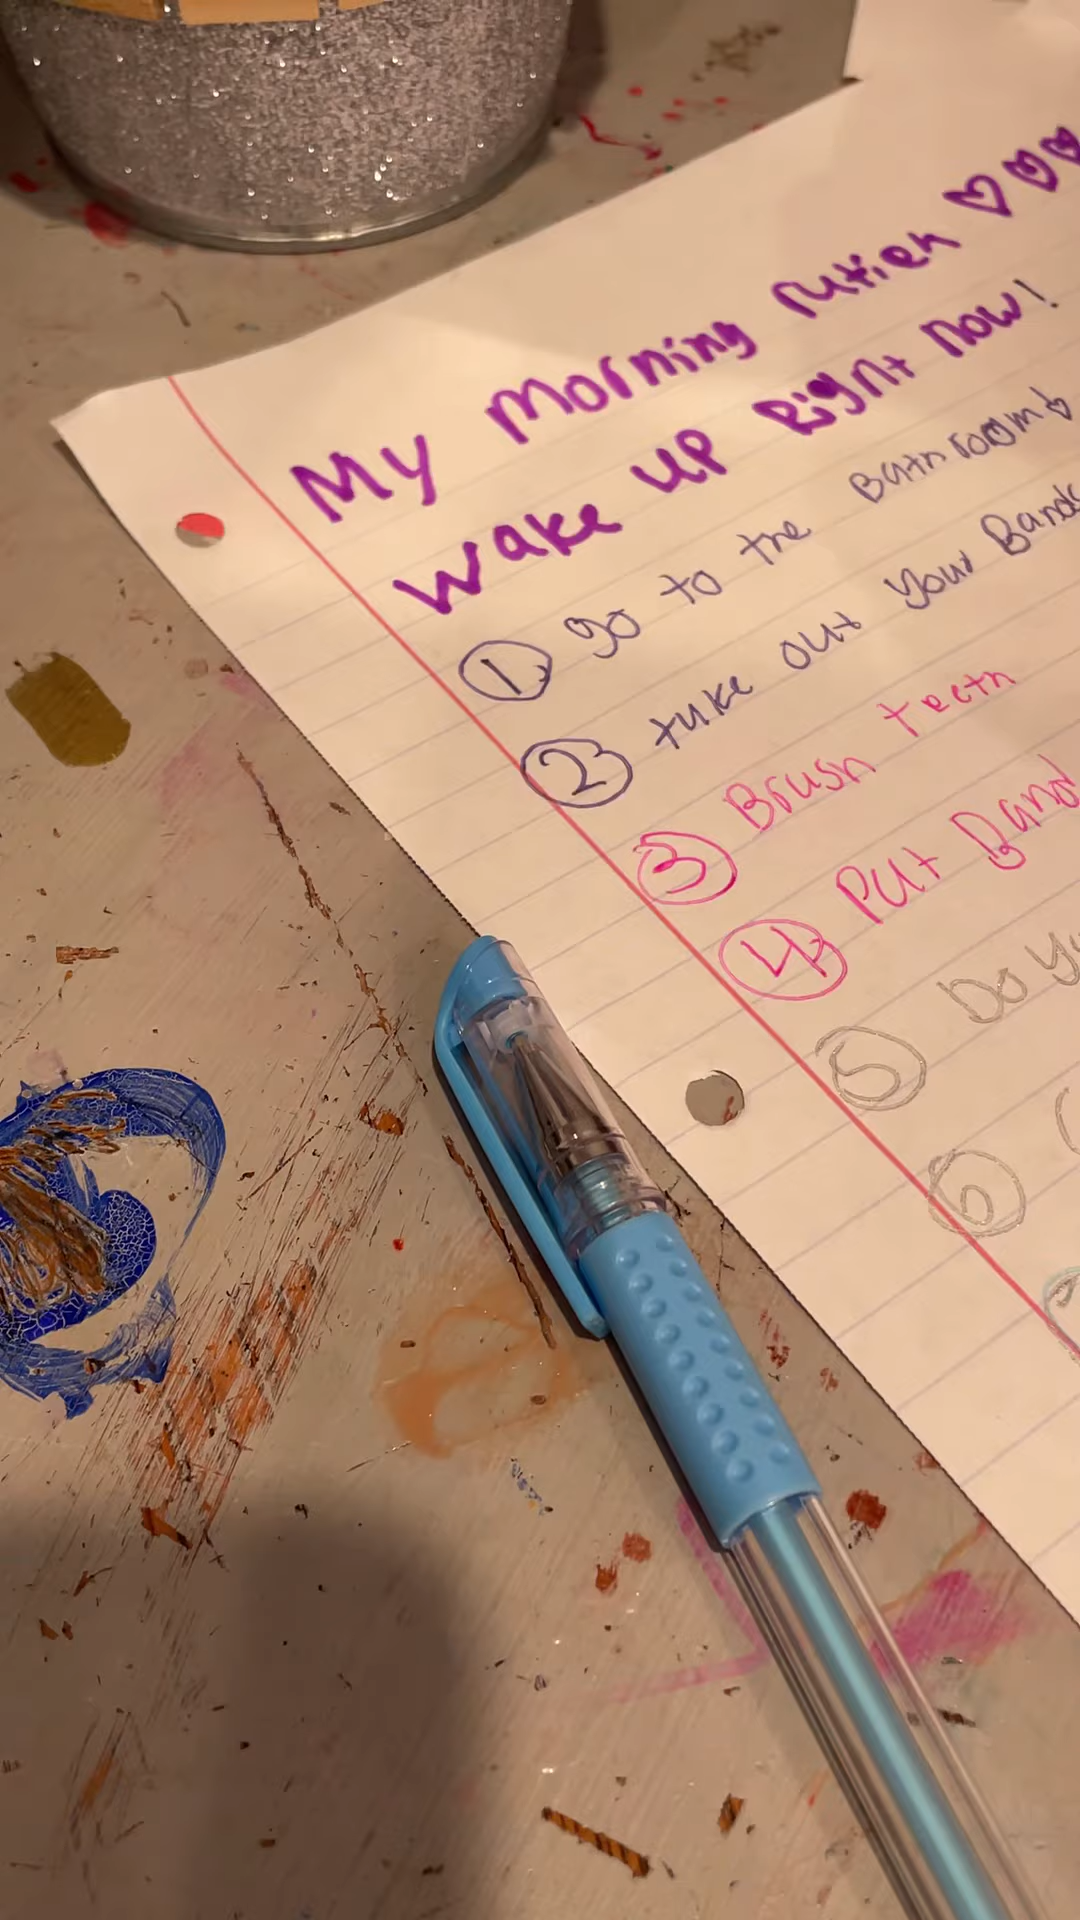 My morning rutien ♡ ♡ ♡
wake up Right now!
① go to the Bathroom
② take out your Bands
③ Brush teeth
④ Put Band
⑤ Do
⑥